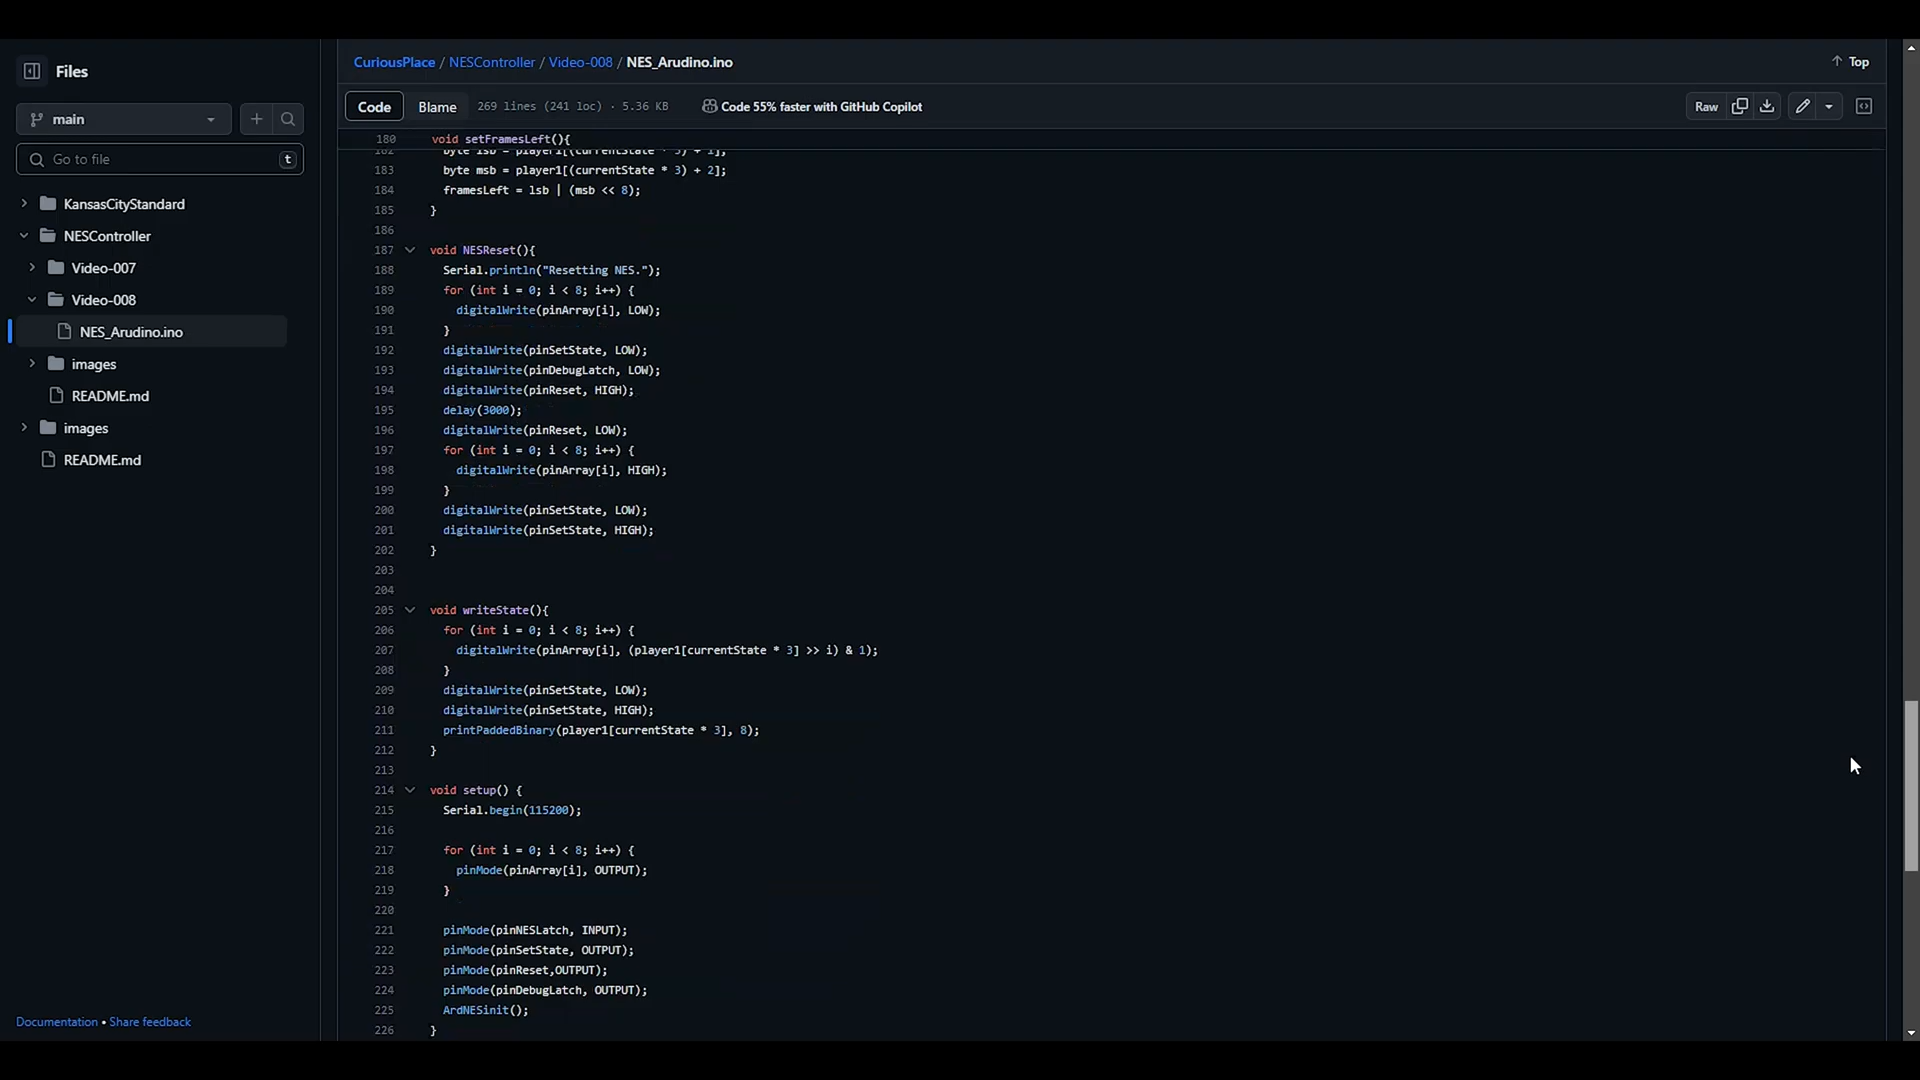 Files
main
Go to file
t
KansasCityStandard
NESController
Video-007
Video-008
NES_Arudino.ino
images
README.md
images
README.md
Documentation • Share feedback
CuriousPlace / NESController / Video-008 / NES_Arudino.ino
↑ Top
Code
Blame
269 lines (241 loc) · 5.36 KB
Code 55% faster with GitHub Copilot
Raw
180 void setFramesLeft(){
183 byte msb = player1[(currentState * 3) + 2];
184 framesLeft = lsb | (msb << 8);
185 }
186
187 void NESReset(){
188 Serial.println("Resetting NES.");
189 for (int i = 0; i < 8; i++) {
190 digitalWrite(pinArray[i], LOW);
191 }
192 digitalWrite(pinSetState, LOW);
193 digitalWrite(pinDebugLatch, LOW);
194 digitalWrite(pinReset, HIGH);
195 delay(3000);
196 digitalWrite(pinReset, LOW);
197 for (int i = 0; i < 8; i++) {
198 digitalWrite(pinArray[i], HIGH);
199 }
200 digitalWrite(pinSetState, LOW);
201 digitalWrite(pinSetState, HIGH);
202 }
203
204
205 void writeState(){
206 for (int i = 0; i < 8; i++) {
207 digitalWrite(pinArray[i], (player1[currentState * 3] >> i) & 1);
208 }
209 digitalWrite(pinSetState, LOW);
210 digitalWrite(pinSetState, HIGH);
211 printPaddedBinary(player1[currentState * 3], 8);
212 }
213
214 void setup() {
215 Serial.begin(115200);
216
217 for (int i = 0; i < 8; i++) {
218 pinMode(pinArray[i], OUTPUT);
219 }
220
221 pinMode(pinNESLatch, INPUT);
222 pinMode(pinSetState, OUTPUT);
223 pinMode(pinReset,OUTPUT);
224 pinMode(pinDebugLatch, OUTPUT);
225 ArdNESinit();
226 }